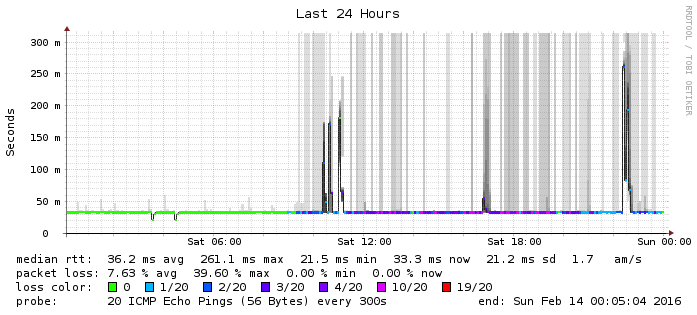 Last 24 Hours
RRDTOOL / TOBI OETIKER
Seconds
300 m
250 m
200 m
150 m
100 m
50 m
0
Sat 06:00 Sat 12:00 Sat 18:00 Sun 00:00
median rtt: 36.2 ms avg 261.1 ms max 21.5 ms min 33.3 ms now 21.2 ms sd 1.7 am/s
packet loss: 7.63 % avg 39.60 % max 0.00 % min 0.00 % now
loss color: 0 1/20 2/20 3/20 4/20 10/20 19/20
probe: 20 ICMP Echo Pings (56 Bytes) every 300s end: Sun Feb 14 00:05:04 2016